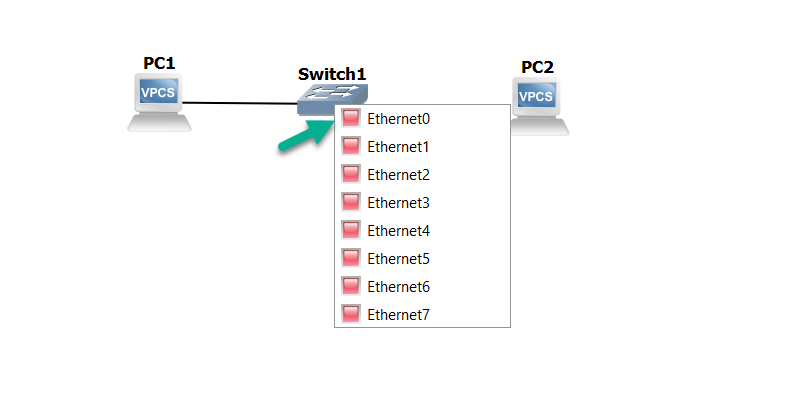 PC1
VPCS
Switch1
PC2
VPCS
Ethernet0
Ethernet1
Ethernet2
Ethernet3
Ethernet4
Ethernet5
Ethernet6
Ethernet7